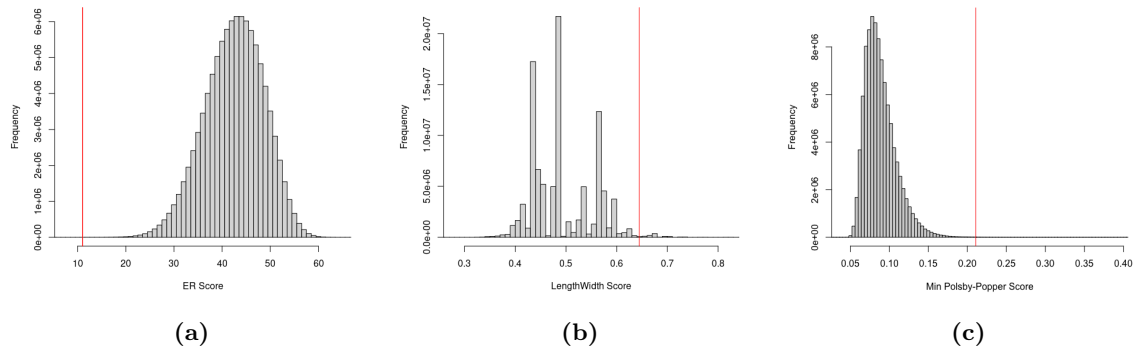 Frequency
0e+00 1e+06 2e+06 3e+06 4e+06 5e+06 6e+06
10 20 30 40 50 60
ER Score
(a)
Frequency
0.0e+00 5.0e+06 1.0e+07 1.5e+07 2.0e+07
0.3 0.4 0.5 0.6 0.7 0.8
LengthWidth Score
(b)
Frequency
0e+00 2e+06 4e+06 6e+06 8e+06
0.05 0.10 0.15 0.20 0.25 0.30 0.35 0.40
Min Polsby-Popper Score
(c)